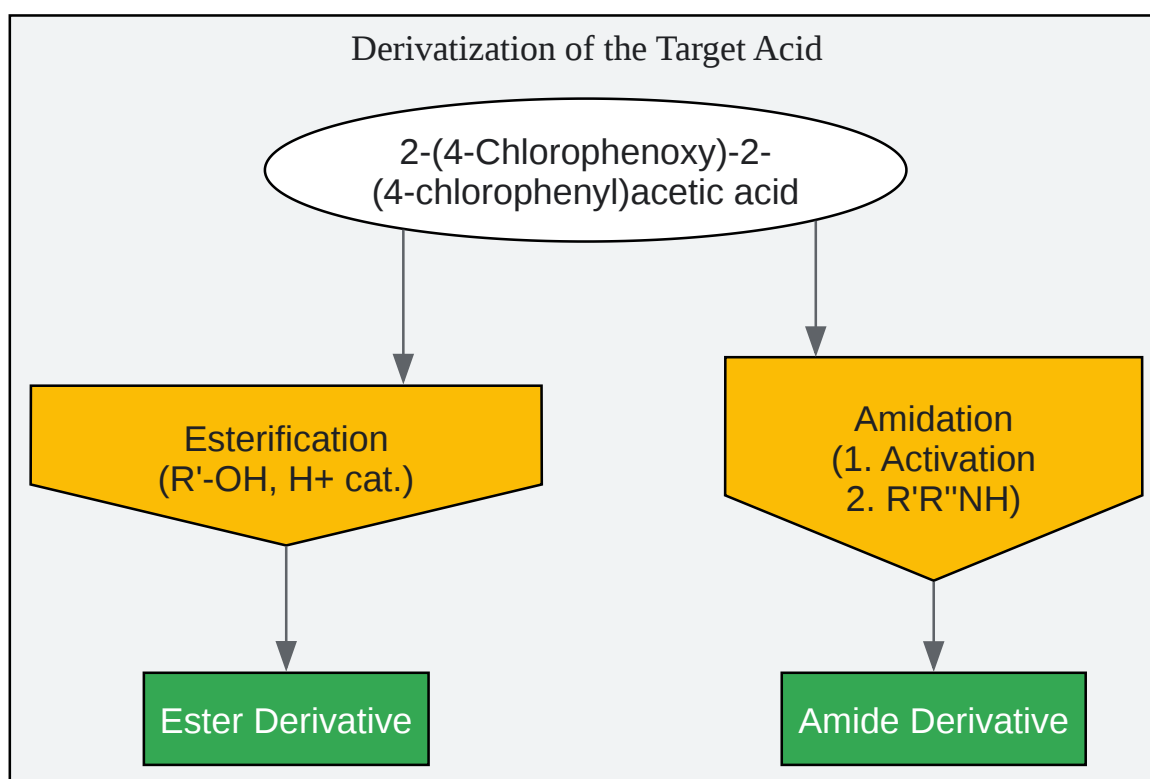 Derivatization of the Target Acid
2-(4-Chlorophenoxy)-2-
(4-chlorophenyl)acetic acid
Esterification
(R'-OH, H+ cat.)
Amidation
(1. Activation
2. R'R''NH)
Ester Derivative
Amide Derivative